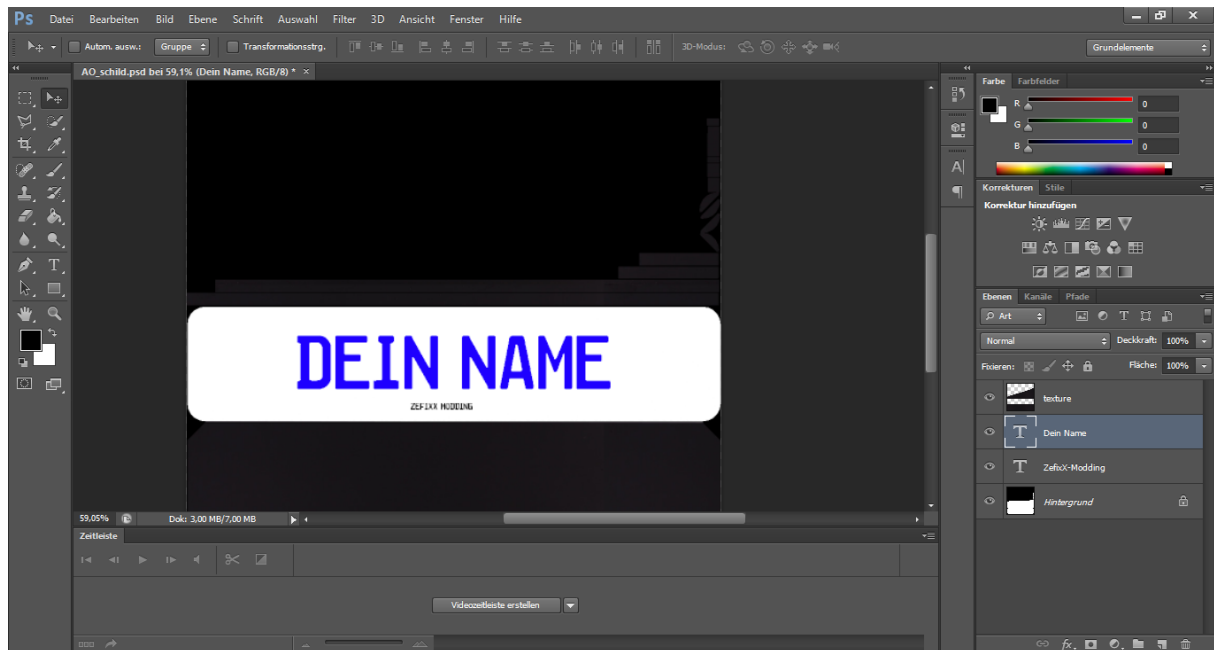 Ps Datei Bearbeiten Bild Ebene Schrift Auswahl Filter 3D Ansicht Fenster Hilfe
Autom. ausw.: Gruppe Transformationsstrg. 3D-Modus: Grundelemente
AO_schild.psd bei 59,1% (Dein Name, RGB/8) * ×
Farbe Farbfelder
R 0
G 0
B 0
Korrekturen Stile
Korrektur hinzufügen
DEIN NAME
ZEFIXX MODDING
Ebenen Kanäle Pfade
Art
Normal Deckkraft: 100%
Fixieren: Fläche: 100%
texture
T Dein Name
T ZefixX-Modding
Hintergrund
59,05% Dok: 3,00 MB/7,00 MB
Zeitleiste
Videozeitleiste erstellen